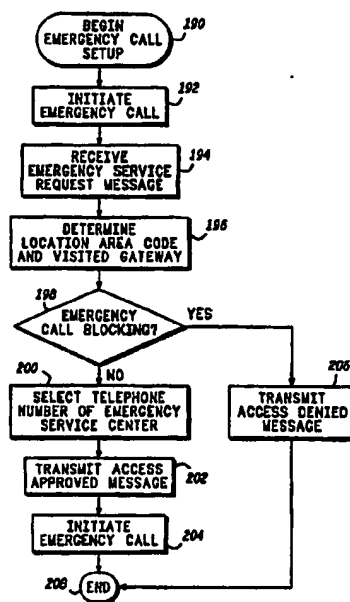 BEGIN
EMERGENCY CALL
SETUP
190
INITIATE
EMERGENCY CALL
192
RECEIVE
EMERGENCY SERVICE
REQUEST MESSAGE
194
DETERMINE
LOCATION AREA CODE
AND VISITED GATEWAY
196
198
EMERGENCY
CALL BLOCKING?
YES
NO
200
SELECT TELEPHONE
NUMBER OF EMERGENCY
SERVICE CENTER
206
TRANSMIT
ACCESS DENIED
MESSAGE
TRANSMIT ACCESS
APPROVED MESSAGE
202
INITIATE
EMERGENCY CALL
204
208
END